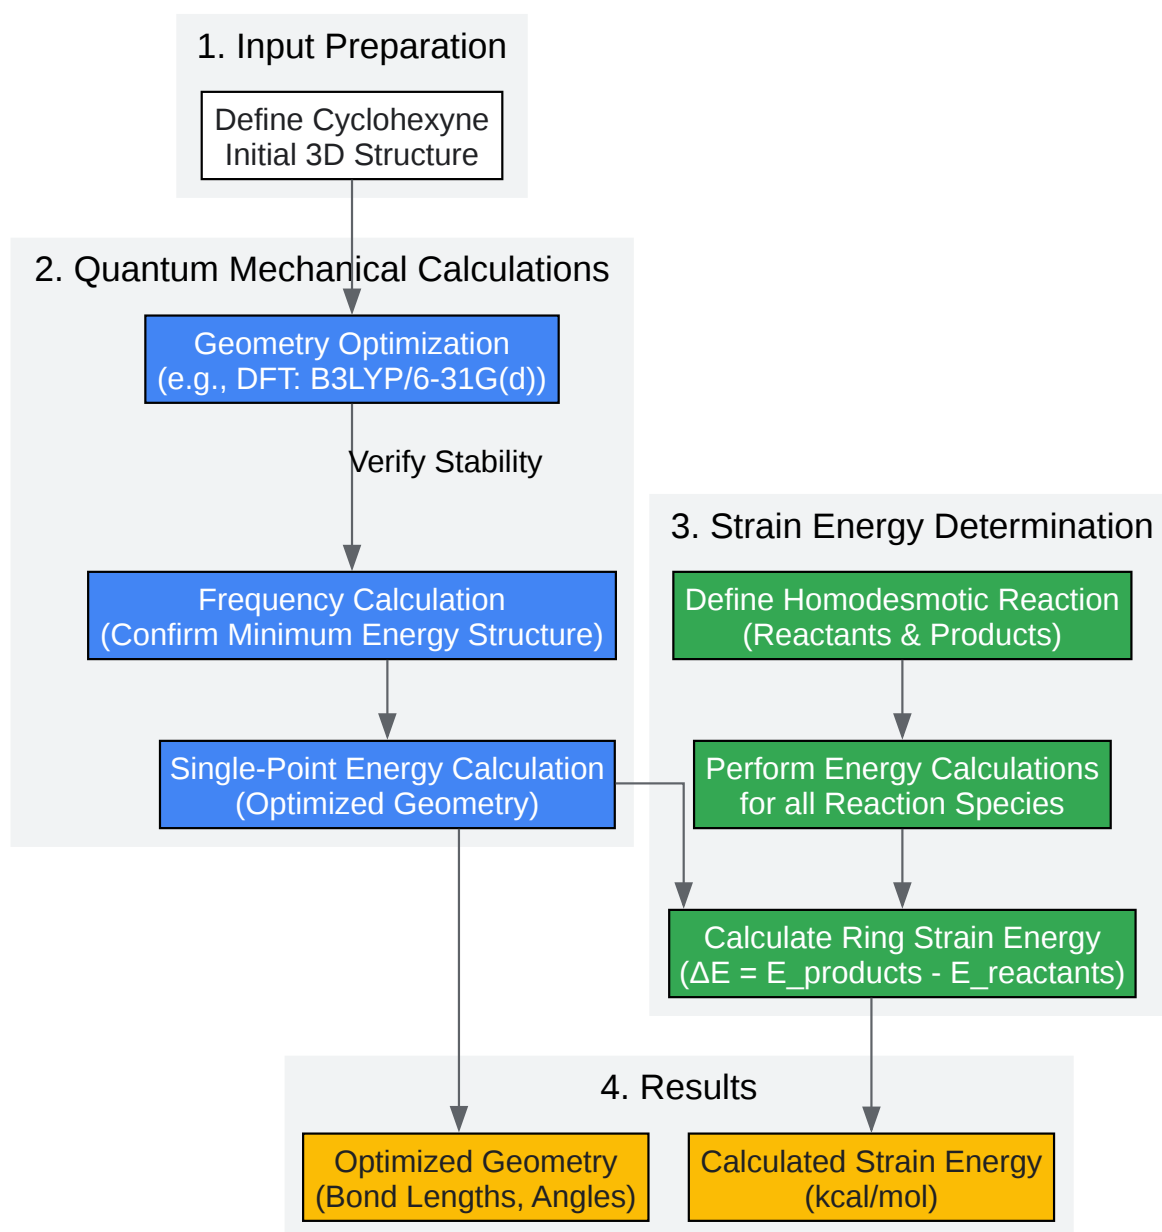 1. Input Preparation
Define Cyclohexyne
Initial 3D Structure
2. Quantum Mechanical Calculations
Geometry Optimization
(e.g., DFT: B3LYP/6-31G(d))
Verify Stability
Frequency Calculation
(Confirm Minimum Energy Structure)
Single-Point Energy Calculation
(Optimized Geometry)
3. Strain Energy Determination
Define Homodesmotic Reaction
(Reactants & Products)
Perform Energy Calculations
for all Reaction Species
Calculate Ring Strain Energy
(ΔE = E_products - E_reactants)
4. Results
Optimized Geometry
(Bond Lengths, Angles)
Calculated Strain Energy
(kcal/mol)